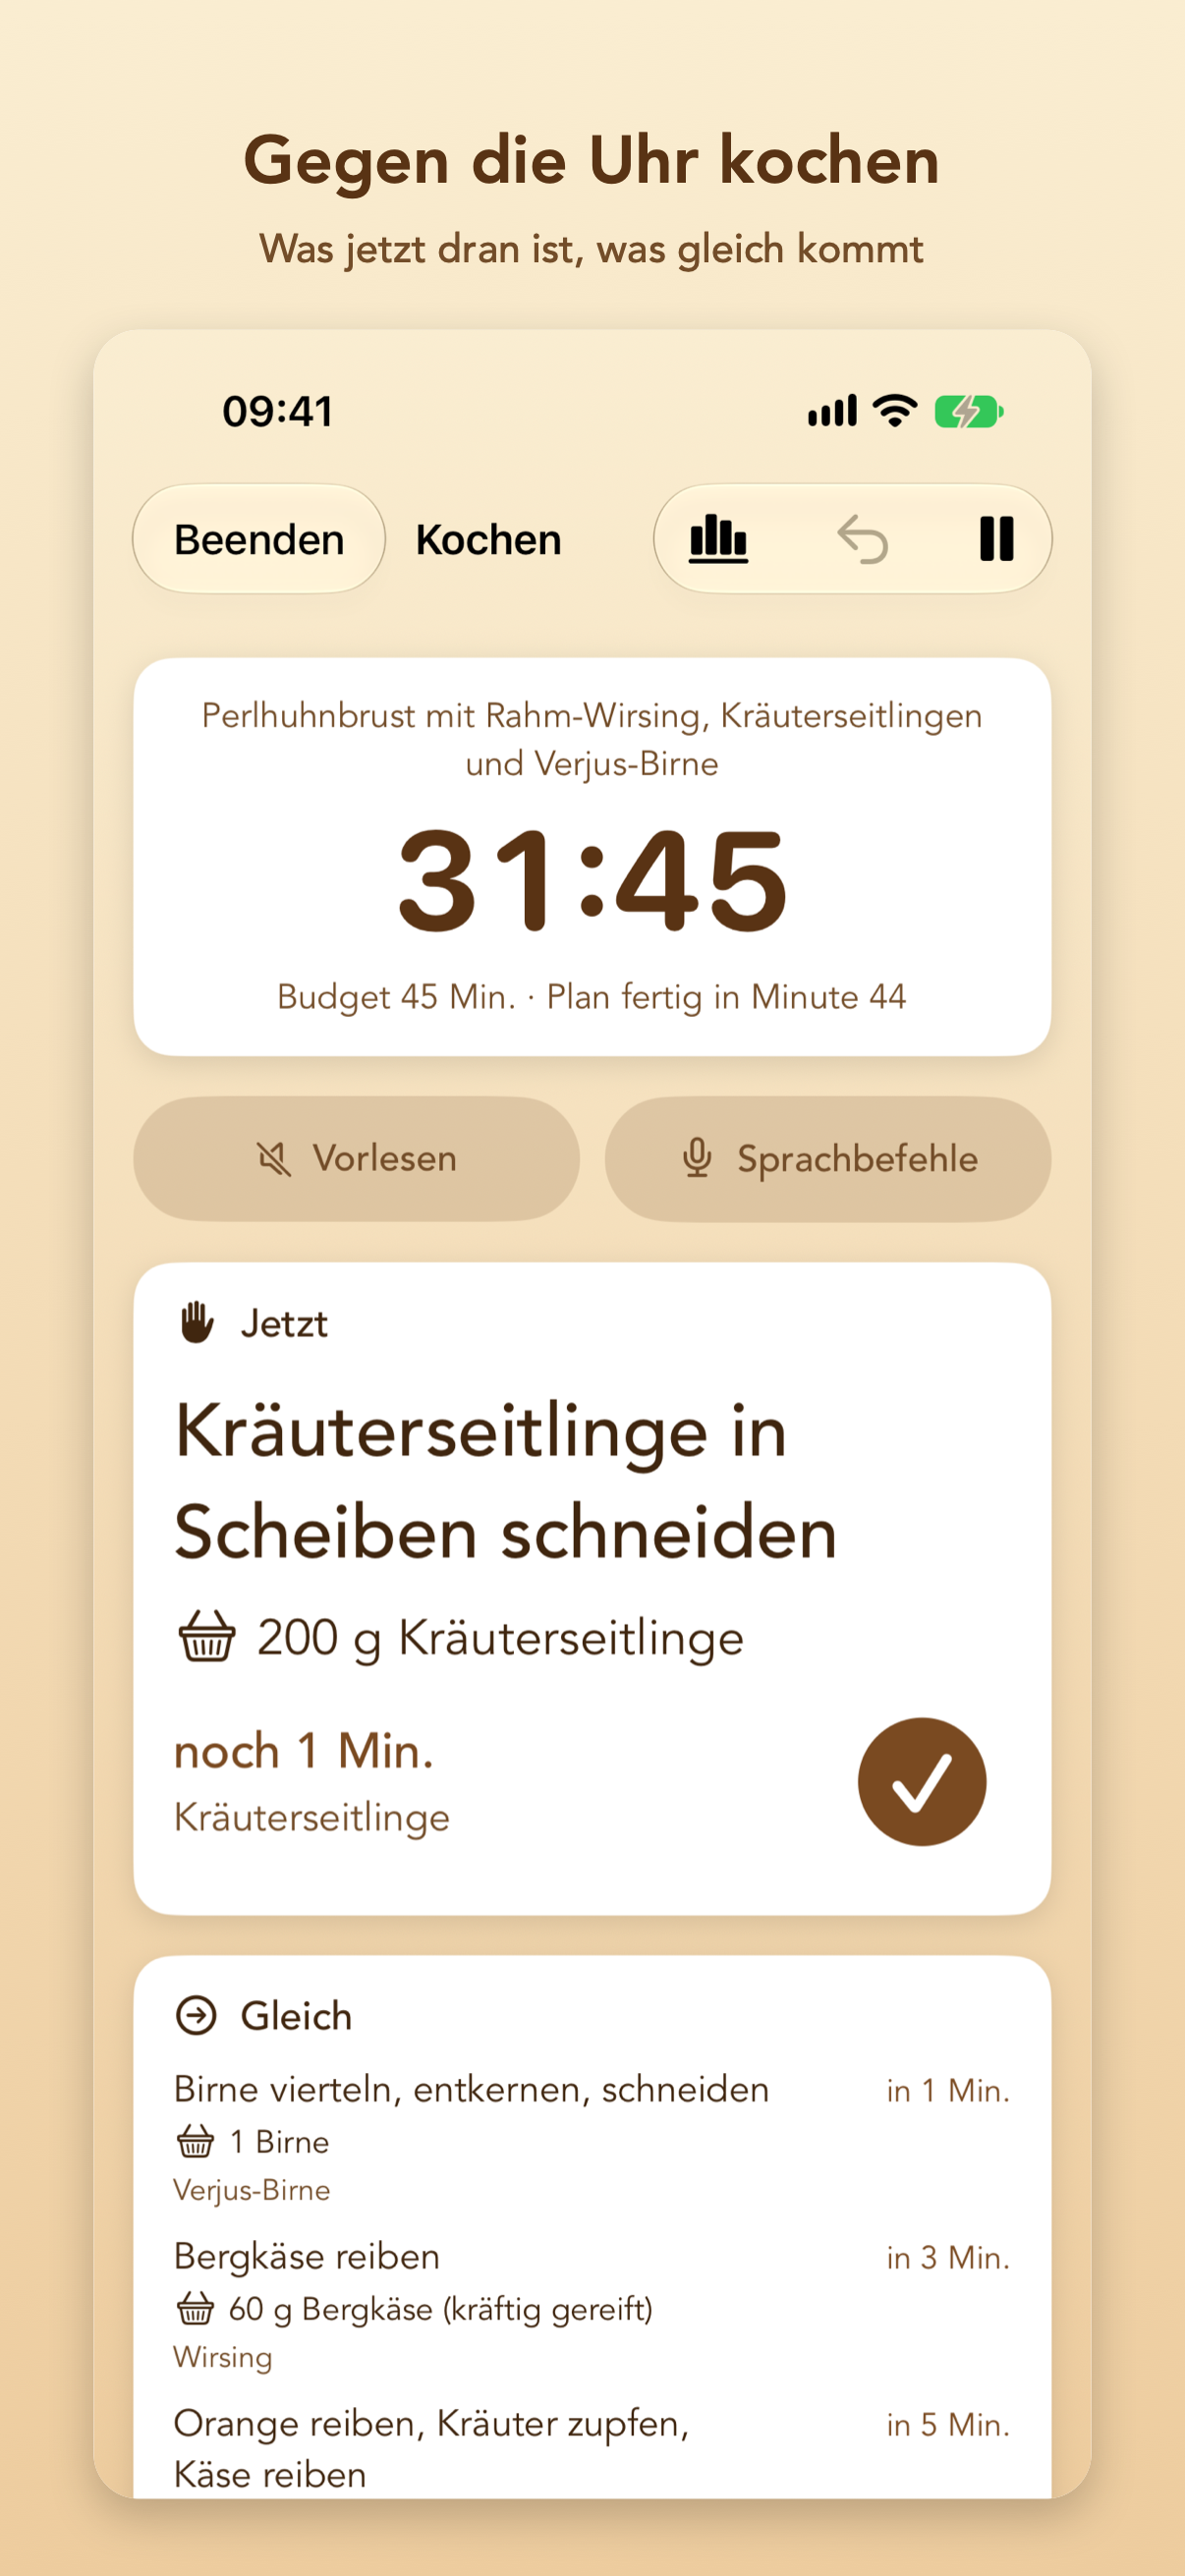 Gegen die Uhr kochen
Was jetzt dran ist, was gleich kommt
09:41
Beenden
Kochen
Perlhuhnbrust mit Rahm-Wirsing, Kräuterseitlingen
und Verjus-Birne
31:45
Budget 45 Min. · Plan fertig in Minute 44
Vorlesen
Sprachbefehle
Jetzt
Kräuterseitlinge in
Scheiben schneiden
200 g Kräuterseitlinge
noch 1 Min.
Kräuterseitlinge
Gleich
Birne vierteln, entkernen, schneiden
in 1 Min.
1 Birne
Verjus-Birne
Bergkäse reiben
in 3 Min.
60 g Bergkäse (kräftig gereift)
Wirsing
Orange reiben, Kräuter zupfen,
Käse reiben
in 5 Min.